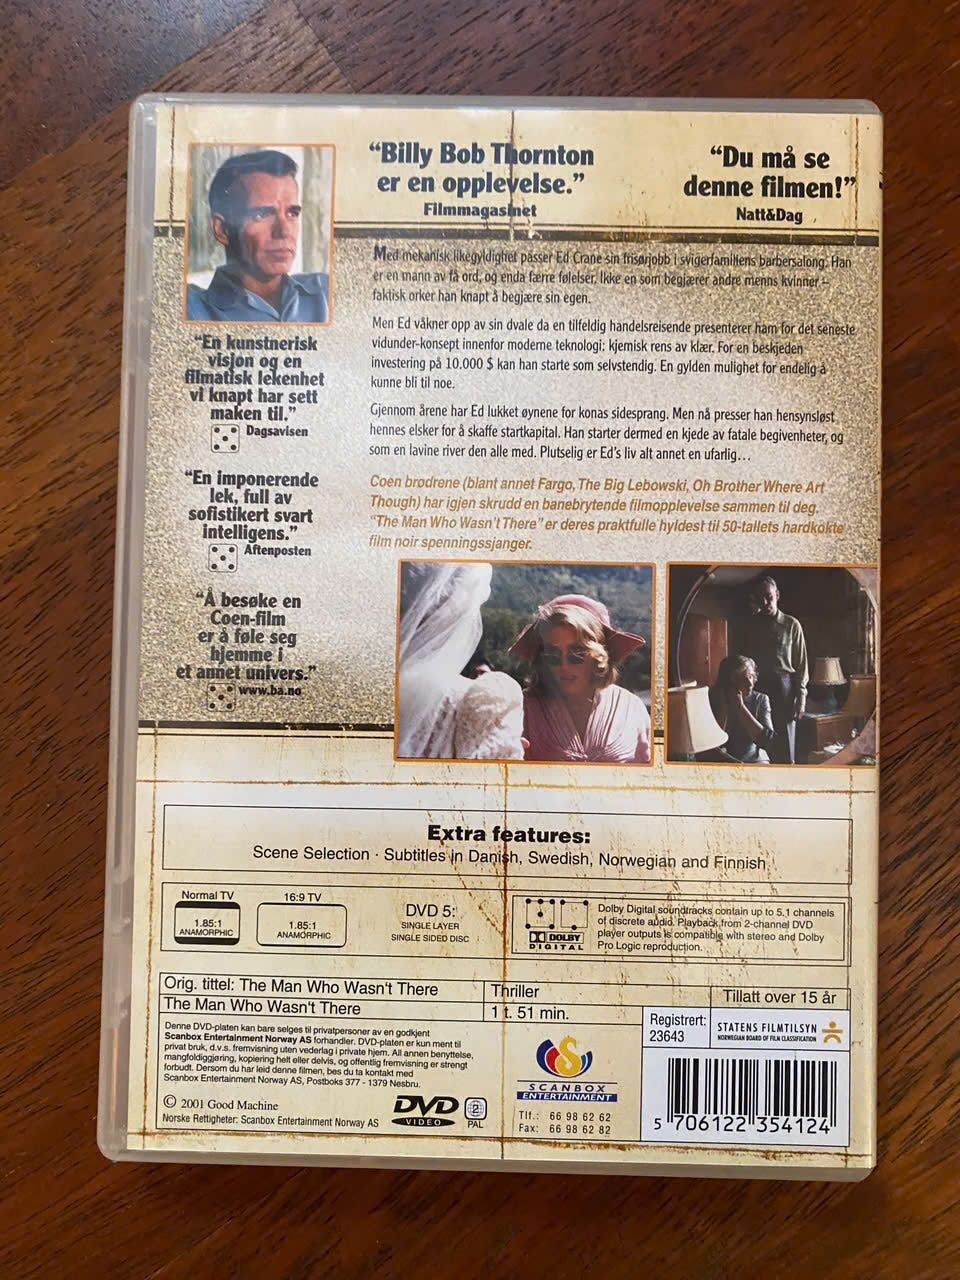 “Billy Bob Thornton
er en opplevelse.”
Filmmagasinet
“Du må se
denne filmen!”
Natt&Dag
“En kunstnerisk
visjon og en
filmatisk lekenhet
vi knapt har sett
maken til.”
Dagsavisen
“En imponerende
lek, full av
sofistikert svart
intelligens.”
Aftenposten
“Å besøke en
Coen-film
er å føle seg
hjemme i
et annet univers.”
www.ba.no
Med mekanisk likegyldighet passer Ed Crane sin frisørjobb i svigerfamiliens barbersalong. Han
er en mann av få ord, og enda færre følelser. Ikke en som begjærer andre menns kvinner –
faktisk orker han knapt å begjære sin egen.
Men Ed våkner opp av sin dvale da en tilfeldig handelsreisende presenterer ham for det seneste
vidunder-konsept innenfor moderne teknologi: kjemisk rens av klær. For en beskjeden
investering på 10.000 $ kan han starte som selvstendig. En gylden mulighet for endelig å
kunne bli til noe.
Gjennom årene har Ed lukket øynene for konas sidesprang. Men nå presser han hensynsløst
hennes elsker for å skaffe startkapital. Han starter dermed en kjede av fatale begivenheter, og
som en lavine river den alle med. Plutselig er Ed’s liv alt annet en ufarlig…
Coen brødrene (blant annet Fargo, The Big Lebowski, Oh Brother Where Art
Though) har igjen skrudd en banebrytende filmopplevelse sammen til deg.
“The Man Who Wasn’t There” er deres praktfulle hyldest til 50-tallets hardkokte
film noir spenningssjanger.
Extra features:
Scene Selection · Subtitles in Danish, Swedish, Norwegian and Finnish
Normal TV
1.85:1
ANAMORPHIC
16:9 TV
1.85:1
ANAMORPHIC
DVD 5:
SINGLE LAYER
SINGLE SIDED DISC
DOLBY
DIGITAL
Dolby Digital soundtracks contain up to 5.1 channels
of discrete audio. Playback from 2-channel DVD
player outputs is compatible with stereo and Dolby
Pro Logic reproduction.
Orig. tittel: The Man Who Wasn't There
Thriller
Tillatt over 15 år
The Man Who Wasn't There
1 t. 51 min.
Denne DVD-platen kan bare selges til privatpersoner av en godkjent
Scanbox Entertainment Norway AS forhandler. DVD-platen er kun ment til
privat bruk, d.v.s. fremvisning uten vederlag i private hjem. All annen benyttelse,
mangfoldiggjøring, kopiering helt eller delvis, og offentlig fremvisning er strengt
forbudt. Dersom du har leid denne filmen, bes du ta kontakt med
Scanbox Entertainment Norway AS, Postboks 377 - 1379 Nesbru.
© 2001 Good Machine
Norske Rettigheter: Scanbox Entertainment Norway AS
DVD
VIDEO
2
PAL
S
SCANBOX
ENTERTAINMENT
Tlf.: 66 98 62 62
Fax: 66 98 62 82
Registrert:
23643
STATENS FILMTILSYN
NORWEGIAN BOARD OF FILM CLASSIFICATION
5 706122 354124